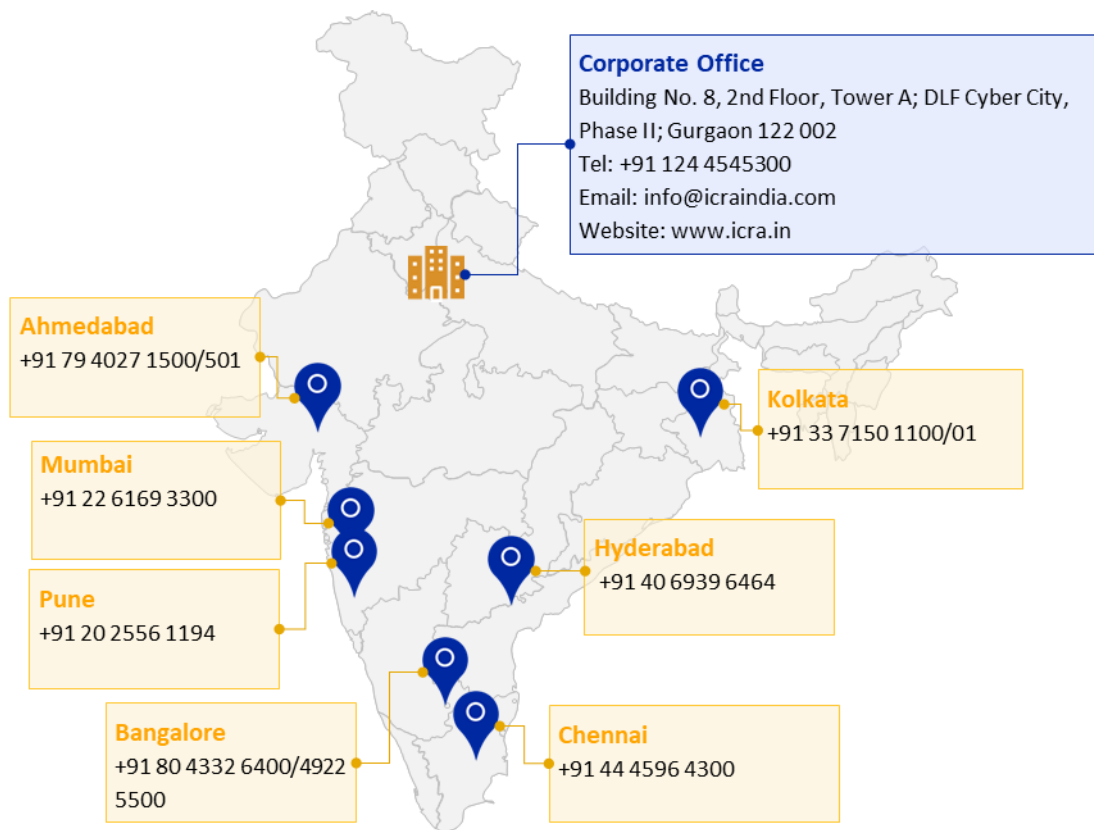 Corporate Office
Building No. 8, 2nd Floor, Tower A; DLF Cyber City,
Phase II; Gurgaon 122 002
Tel: +91 124 4545300
Email: info@icraindia.com
Website: www.icra.in
Ahmedabad
+91 79 4027 1500/501
Kolkata
+91 33 7150 1100/01
Mumbai
+91 22 6169 3300
Hyderabad
+91 40 6939 6464
Pune
+91 20 2556 1194
Bangalore
+91 80 4332 6400/4922
5500
Chennai
+91 44 4596 4300